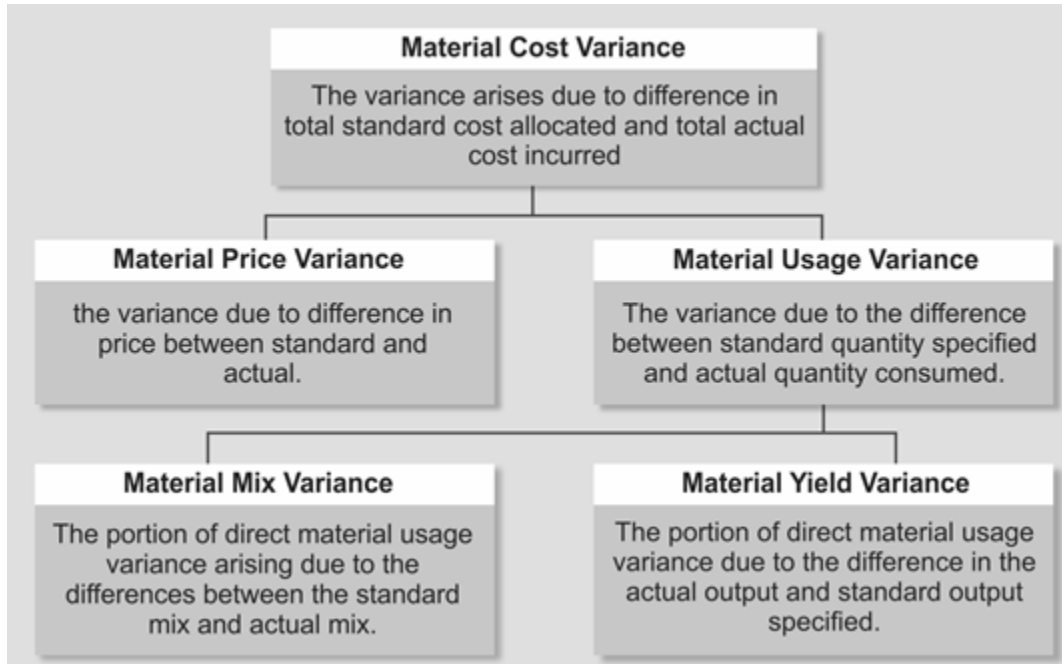 Material Cost Variance
The variance arises due to difference in
total standard cost allocated and total actual
cost incurred
Material Price Variance
the variance due to difference in
price between standard and
actual.
Material Usage Variance
The variance due to the difference
between standard quantity specified
and actual quantity consumed.
Material Mix Variance
The portion of direct material usage
variance arising due to the
differences between the standard
mix and actual mix.
Material Yield Variance
The portion of direct material usage
variance due to the difference in the
actual output and standard output
specified.